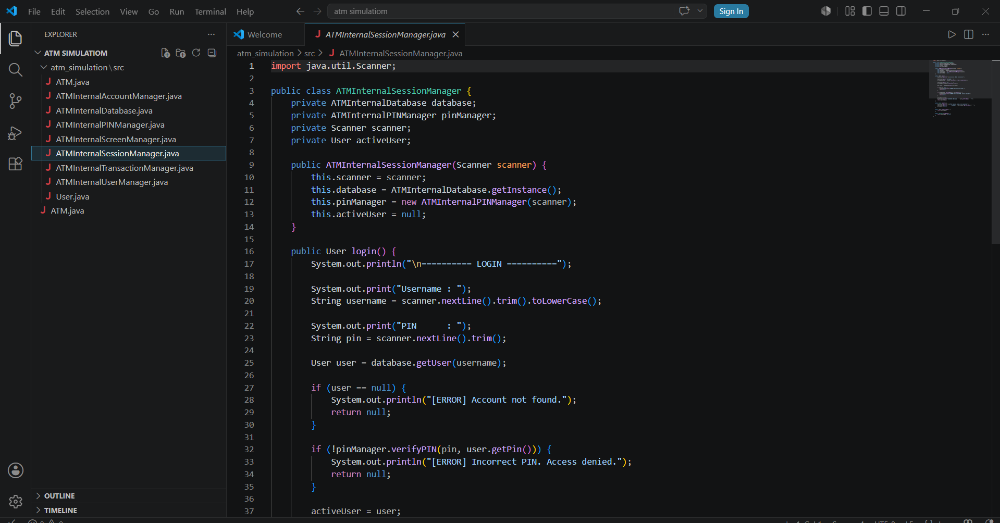 File Edit Selection View Go Run Terminal Help
atm simulatiom
Sign In
EXPLORER
ATM SIMULATIOM
atm_simulation\src
ATM.java
ATMInternalAccountManager.java
ATMInternalDatabase.java
ATMInternalPINManager.java
ATMInternalScreenManager.java
ATMInternalSessionManager.java
ATMInternalTransactionManager.java
ATMInternalUserManager.java
User.java
ATM.java
OUTLINE
TIMELINE
Welcome
ATMInternalSessionManager.java
atm_simulation > src > ATMInternalSessionManager.java
1 import java.util.Scanner;
2
3 public class ATMInternalSessionManager {
4     private ATMInternalDatabase database;
5     private ATMInternalPINManager pinManager;
6     private Scanner scanner;
7     private User activeUser;
8
9     public ATMInternalSessionManager(Scanner scanner) {
10         this.scanner = scanner;
11         this.database = ATMInternalDatabase.getInstance();
12         this.pinManager = new ATMInternalPINManager(scanner);
13         this.activeUser = null;
14     }
15
16     public User login() {
17         System.out.println("\n========== LOGIN ==========");
18
19         System.out.print("Username : ");
20         String username = scanner.nextLine().trim().toLowerCase();
21
22         System.out.print("PIN      : ");
23         String pin = scanner.nextLine().trim();
24
25         User user = database.getUser(username);
26
27         if (user == null) {
28             System.out.println("[ERROR] Account not found.");
29             return null;
30         }
31
32         if (!pinManager.verifyPIN(pin, user.getPin())) {
33             System.out.println("[ERROR] Incorrect PIN. Access denied.");
34             return null;
35         }
36
37         activeUser = user;